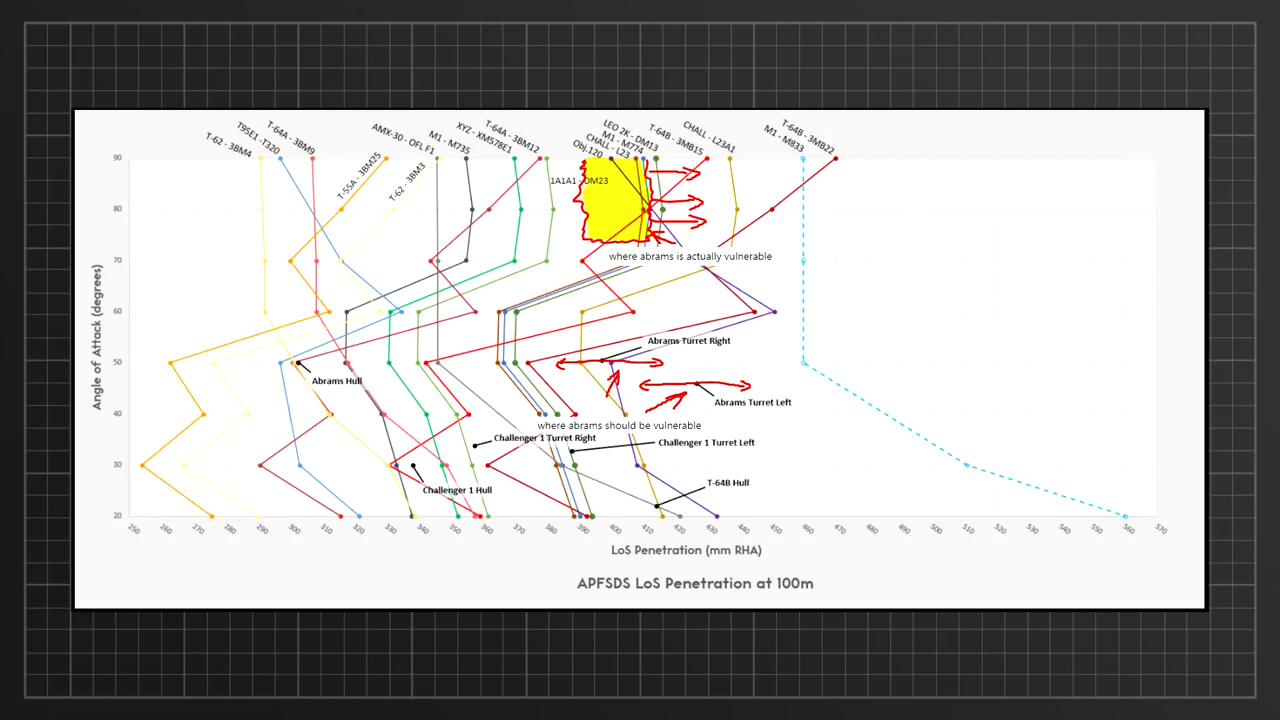 T-62 - 3BM4
T95E1 -T320
T-64A - 3BM9
T-55A - 3BM25
AMX-30 - OFL F1
T-62 - 3BM3
M1 - M735
XYZ - XM578E1
T-64A - 3BM12
1A1A1 - DM23
Obj.120
CHALL - L23
M1 - M774
LEO 2K - DM13
T-64B - 3MB15
CHALL - L23A1
M1 - M833
T-64B - 3MB22
90
80
70
60
50
40
30
20
Angle of Attack (degrees)
where abrams is actually vulnerable
Abrams Turret Right
Abrams Hull
Abrams Turret Left
where abrams should be vulnerable
Challenger 1 Turret Right
Challenger 1 Turret Left
Challenger 1 Hull
T-64B Hull
250 260 270 280 290 300 310 320 330 340 350 360 370 380 390 400 410 420 430 440 450 460 470 480 490 500 510 520 530 540 550 560 570
LoS Penetration (mm RHA)
APFSDS LoS Penetration at 100m